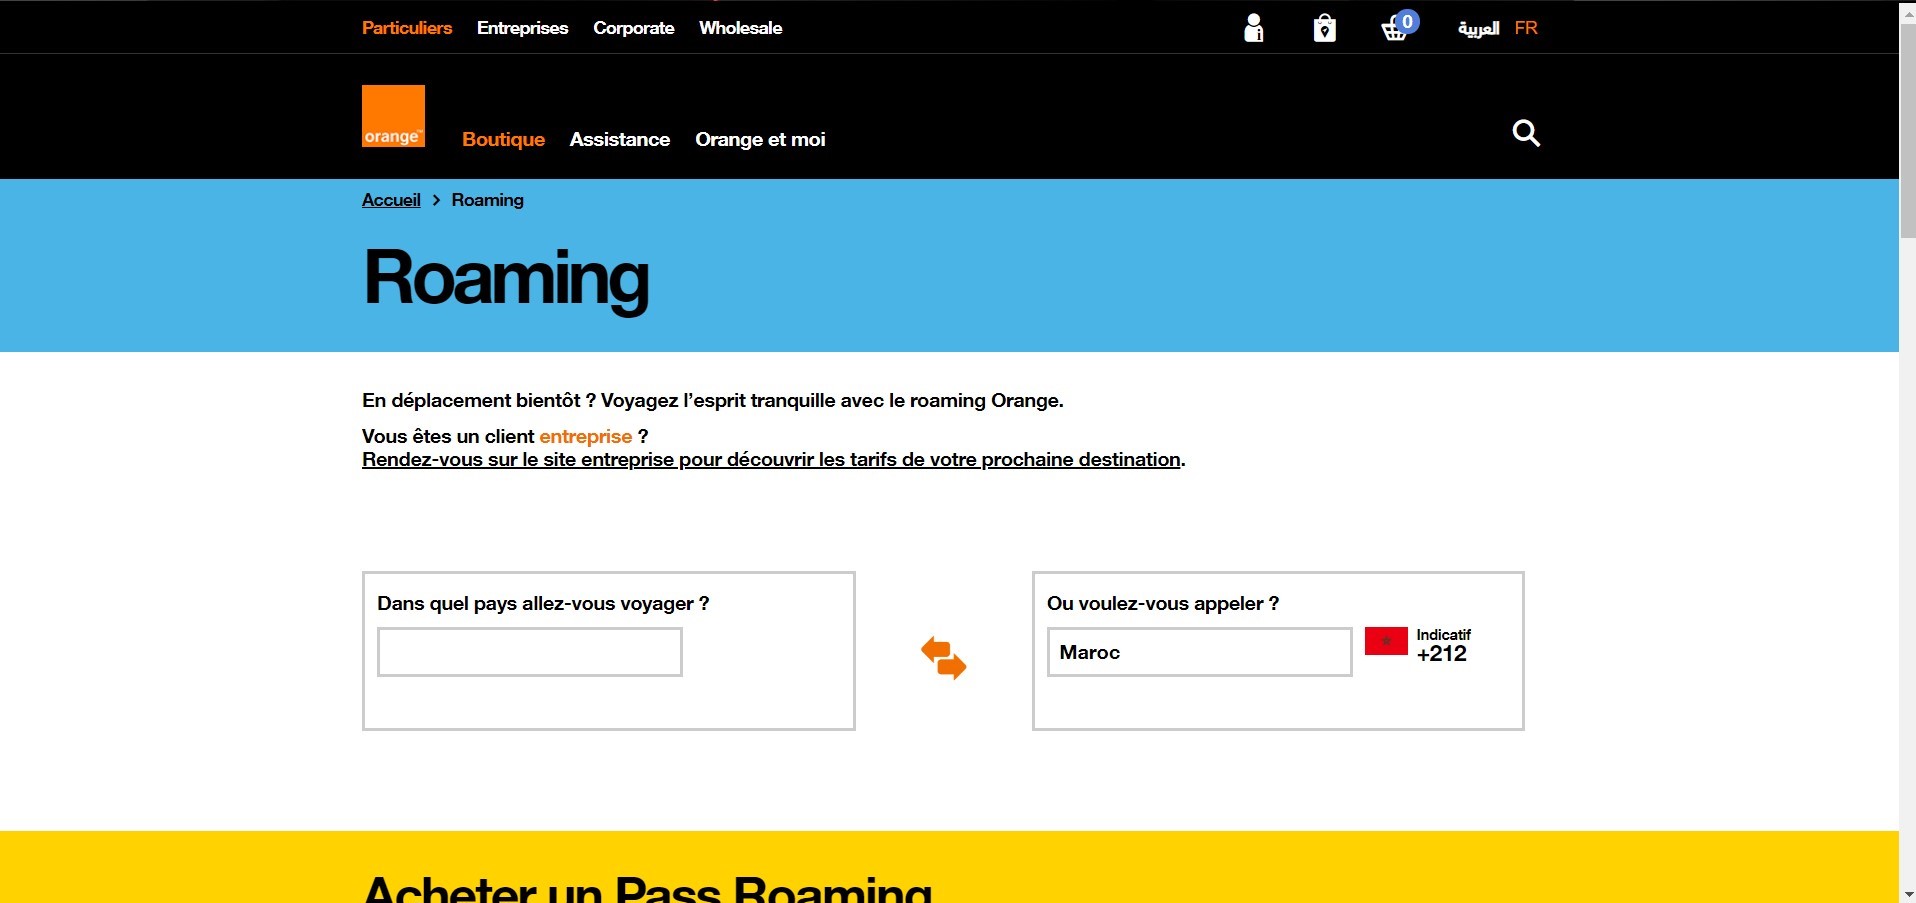 Particuliers Entreprises Corporate Wholesale 0 العربية FR
orange™
Boutique Assistance Orange et moi
Accueil > Roaming
Roaming
En déplacement bientôt ? Voyagez l’esprit tranquille avec le roaming Orange.
Vous êtes un client entreprise ?
Rendez-vous sur le site entreprise pour découvrir les tarifs de votre prochaine destination.
Dans quel pays allez-vous voyager ?
Ou voulez-vous appeler ?
Maroc
Indicatif
+212
Acheter un Pass Roaming